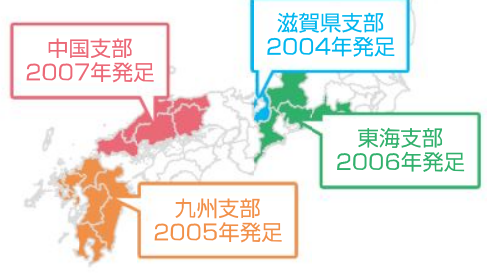 滋賀県支部
2004年発足
中国支部
2007年発足
東海支部
2006年発足
九州支部
2005年発足